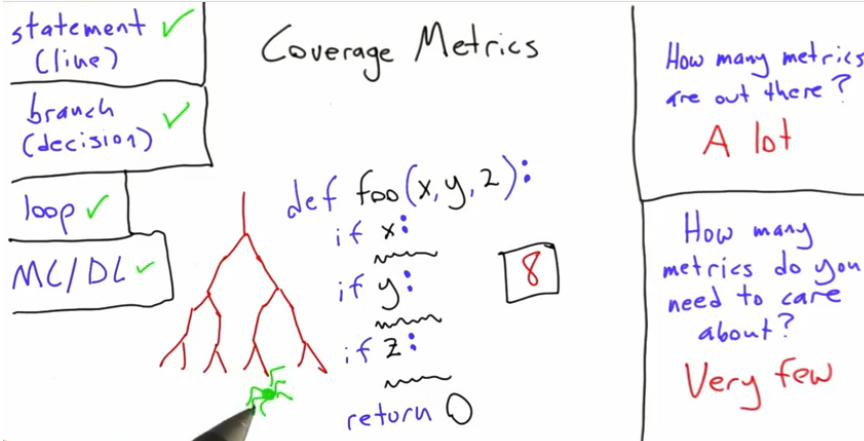 Coverage Metrics
statement ✓
(line)
branch ✓
(decision)
loop ✓
MC/DC ✓
def foo(x,y,z):
if x:
if y:
if z:
return 0
8
How many metrics
are out there?
A lot
How many
metrics do you
need to care
about?
Very few